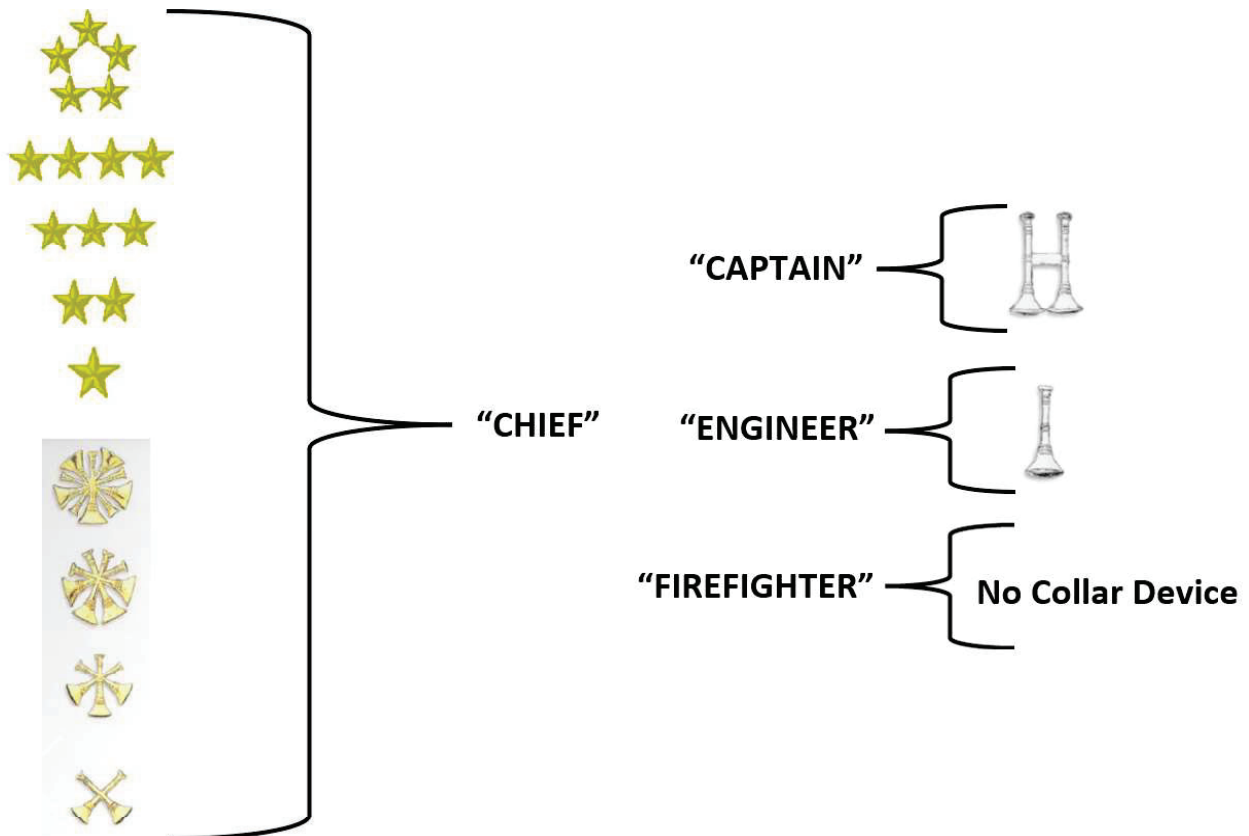 “CHIEF”
“CAPTAIN”
“ENGINEER”
“FIREFIGHTER”
No Collar Device